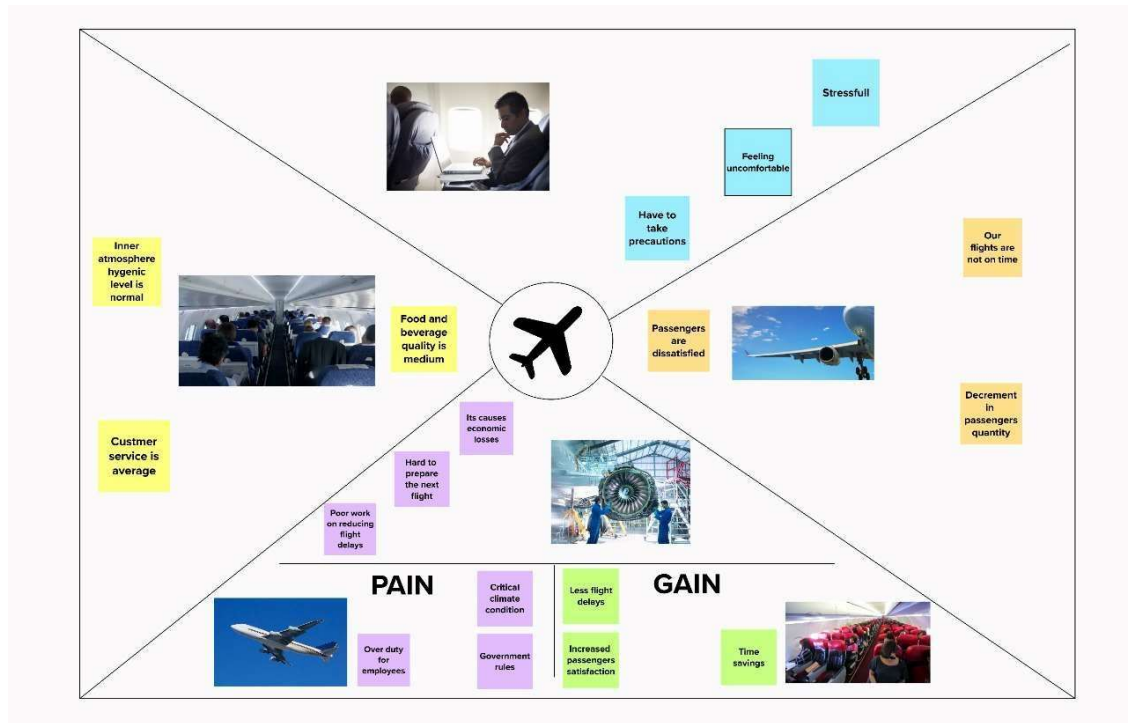 Stressfull
Feeling
uncomfortable
Have to
take
precautions
Inner
atmosphere
hygenic
level is
normal
Food and
beverage
quality is
medium
Custmer
service is
average
Passengers
are
dissatisfied
Our
flights are
not on time
Decrement
in
passengers
quantity
Its causes
economic
losses
Hard to
prepare
the next
flight
Poor work
on reducing
flight
delays
PAIN
Critical
climate
condition
Over duty
for
employees
Government
rules
GAIN
Less flight
delays
Increased
passengers
satisfaction
Time
savings